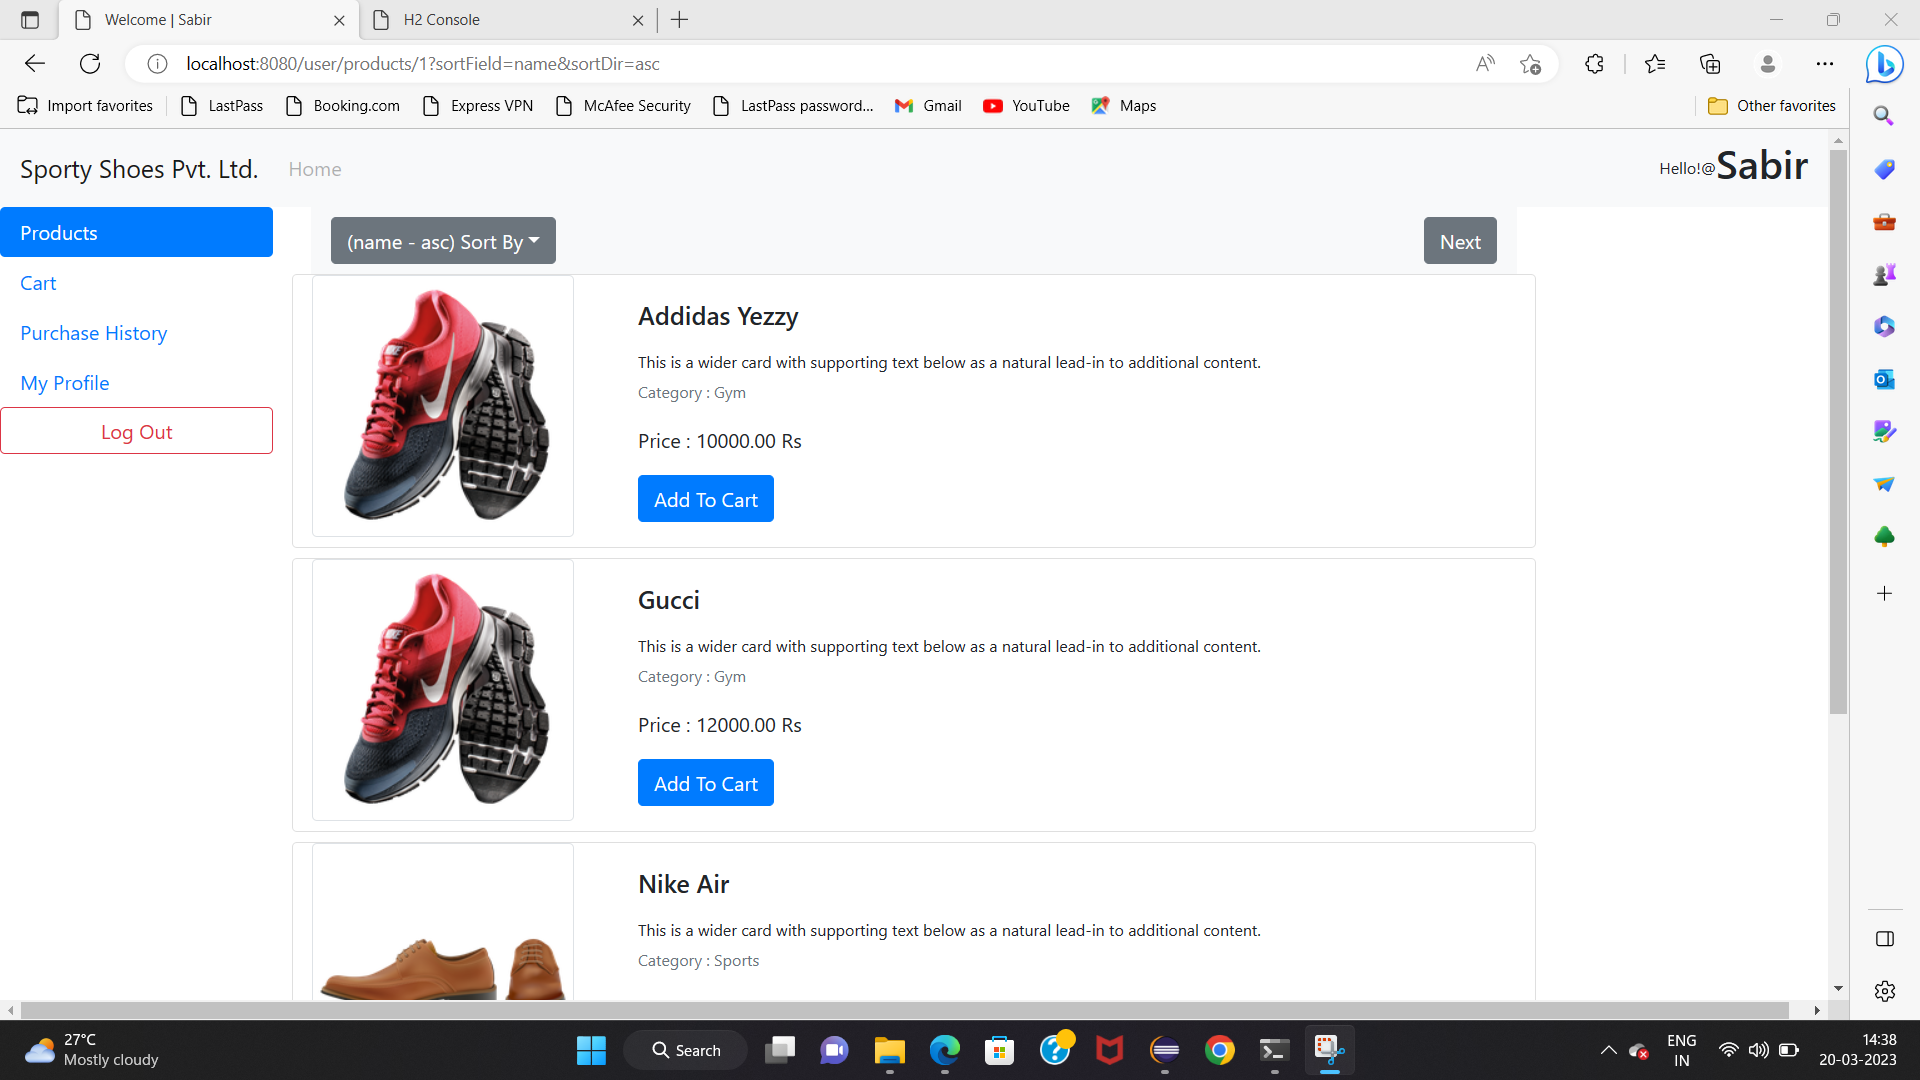 Welcome | Sabir
H2 Console
localhost:8080/user/products/1?sortField=name&sortDir=asc
Import favorites
LastPass
Booking.com
Express VPN
McAfee Security
LastPass password...
Gmail
YouTube
Maps
Other favorites
Sporty Shoes Pvt. Ltd.
Home
Hello!@Sabir
Products
Cart
Purchase History
My Profile
Log Out
(name - asc) Sort By
Next
Addidas Yezzy
This is a wider card with supporting text below as a natural lead-in to additional content.
Category : Gym
Price : 10000.00 Rs
Add To Cart
Gucci
This is a wider card with supporting text below as a natural lead-in to additional content.
Category : Gym
Price : 12000.00 Rs
Add To Cart
Nike Air
This is a wider card with supporting text below as a natural lead-in to additional content.
Category : Sports
27°C
Mostly cloudy
Search
ENG
IN
14:38
20-03-2023